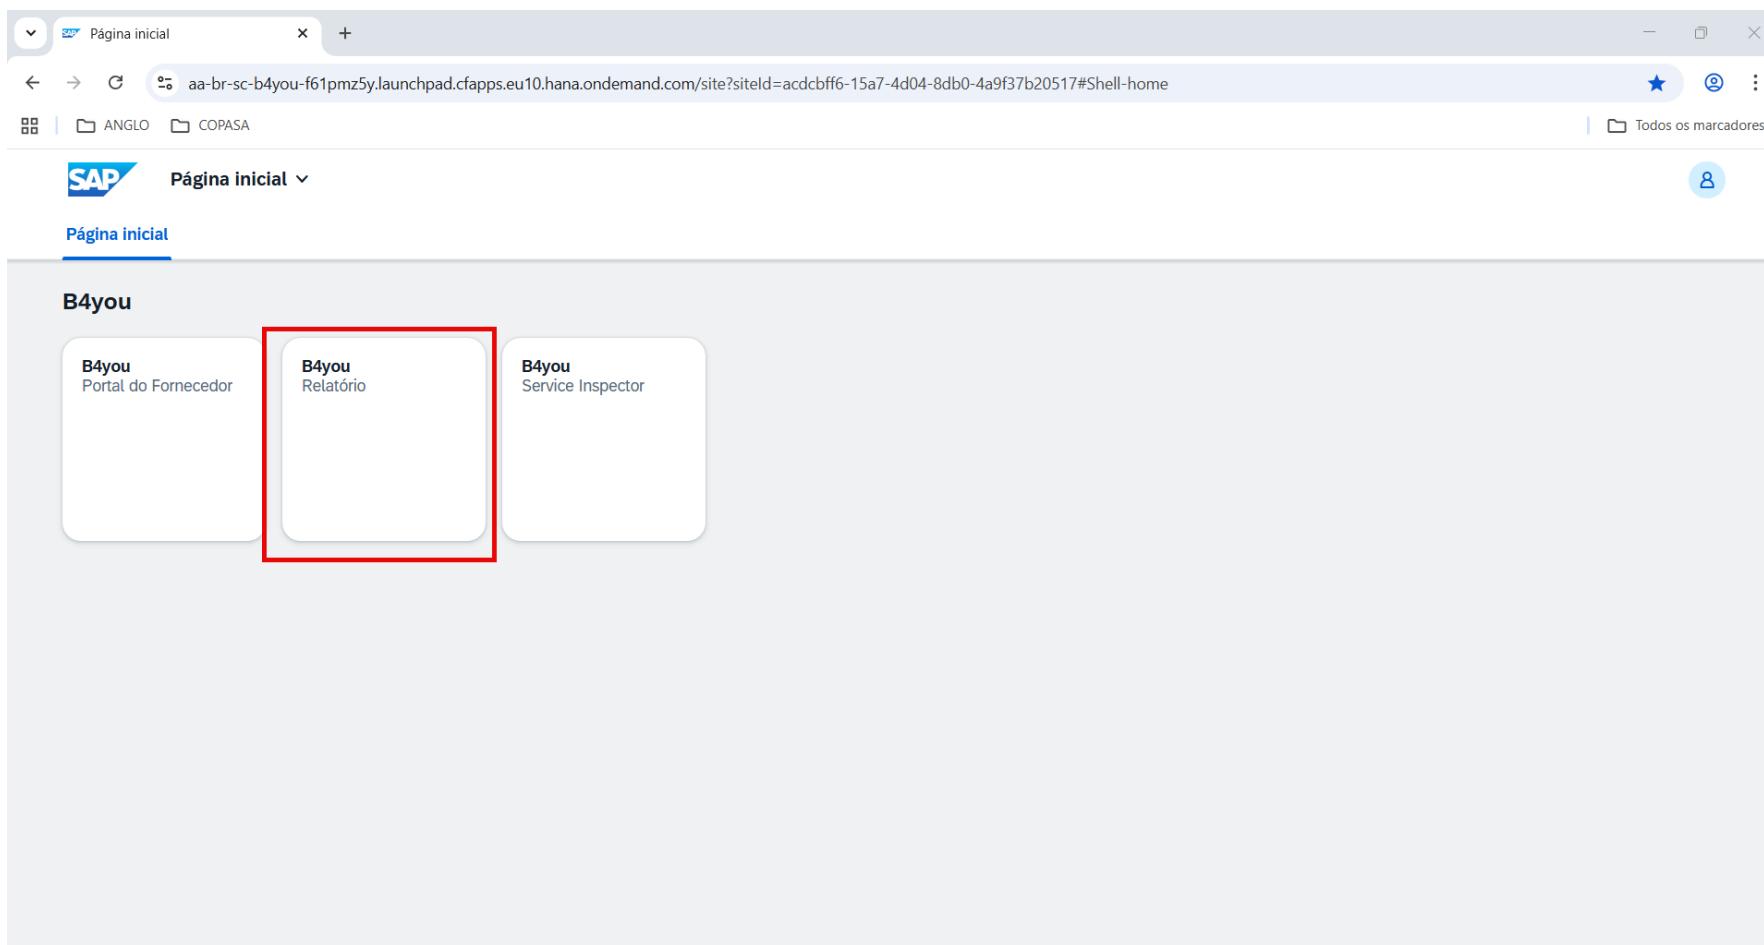 SAP Página inicial
aa-br-sc-b4you-f61pmz5y.launchpad.cfapps.eu10.hana.ondemand.com/site?siteId=acdcbff6-15a7-4d04-8db0-4a9f37b20517#Shell-home
ANGLO COPASA Todos os marcadores
SAP Página inicial
Página inicial
B4you
B4you
Portal do Fornecedor
B4you
Relatório
B4you
Service Inspector